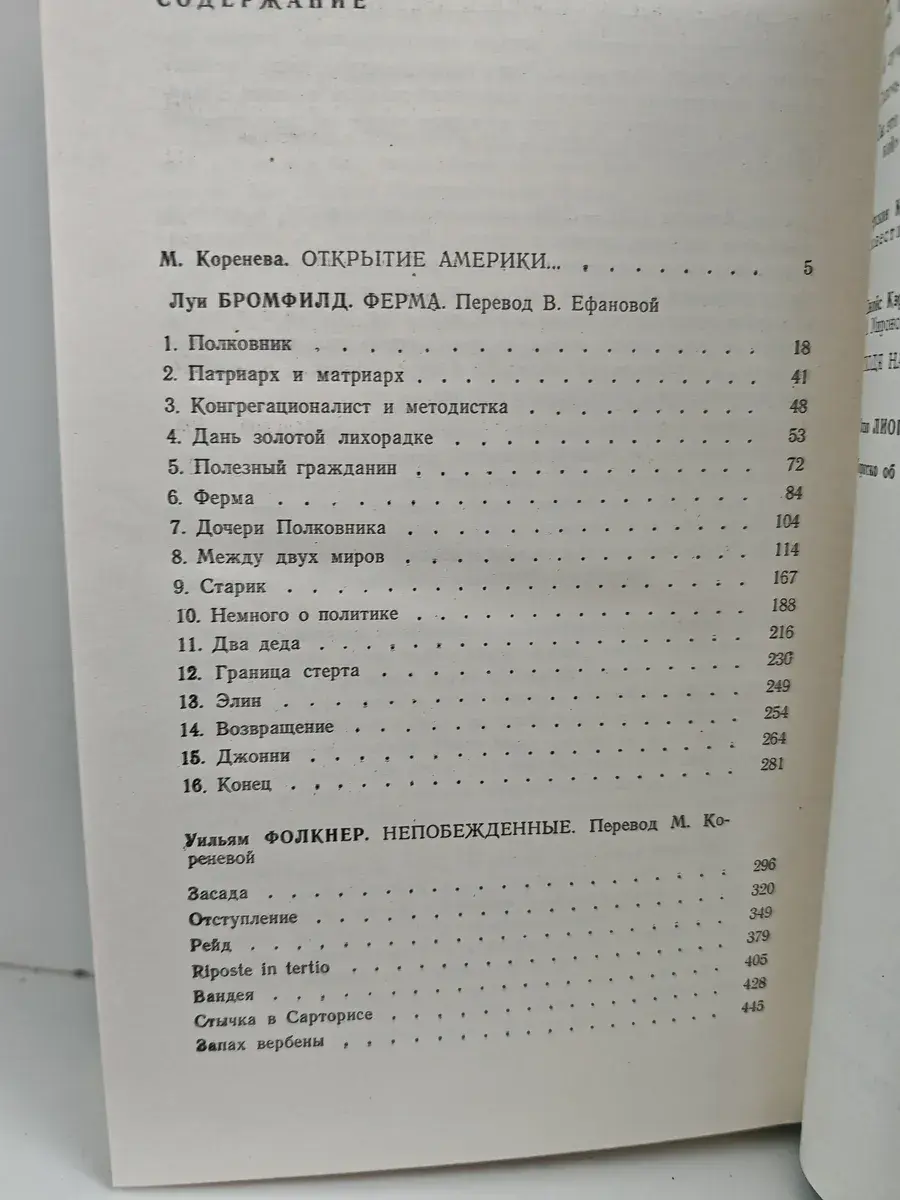 СОДЕРЖАНИЕ
М. Коренева. ОТКРЫТИЕ АМЕРИКИ... 5
Луи БРОМФИЛД. ФЕРМА. Перевод В. Ефановой
1. Полковник 18
2. Патриарх и матриарх 41
3. Конгрегационалист и методистка 48
4. Дань золотой лихорадке 53
5. Полезный гражданин 72
6. Ферма 84
7. Дочери Полковника 104
8. Между двух миров 114
9. Старик 167
10. Немного о политике 188
11. Два деда 216
12. Граница стерта 230
13. Элин 249
14. Возвращение 254
15. Джонни 264
16. Конец 281
Уильям ФОЛКНЕР. НЕПОБЕЖДЕННЫЕ. Перевод М. Ко-
реневой
Засада 296
Отступление 320
Рейд 349
Riposte in tertio 379
Вандея 405
Стычка в Сарторисе 428
Запах вербены 445